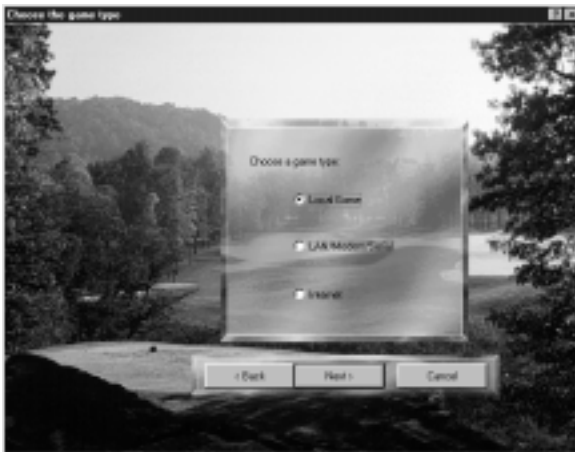 Choose the game type
Choose a game type:
Local Game
LAN/Modem/Serial
Internet
< Back
Next >
Cancel